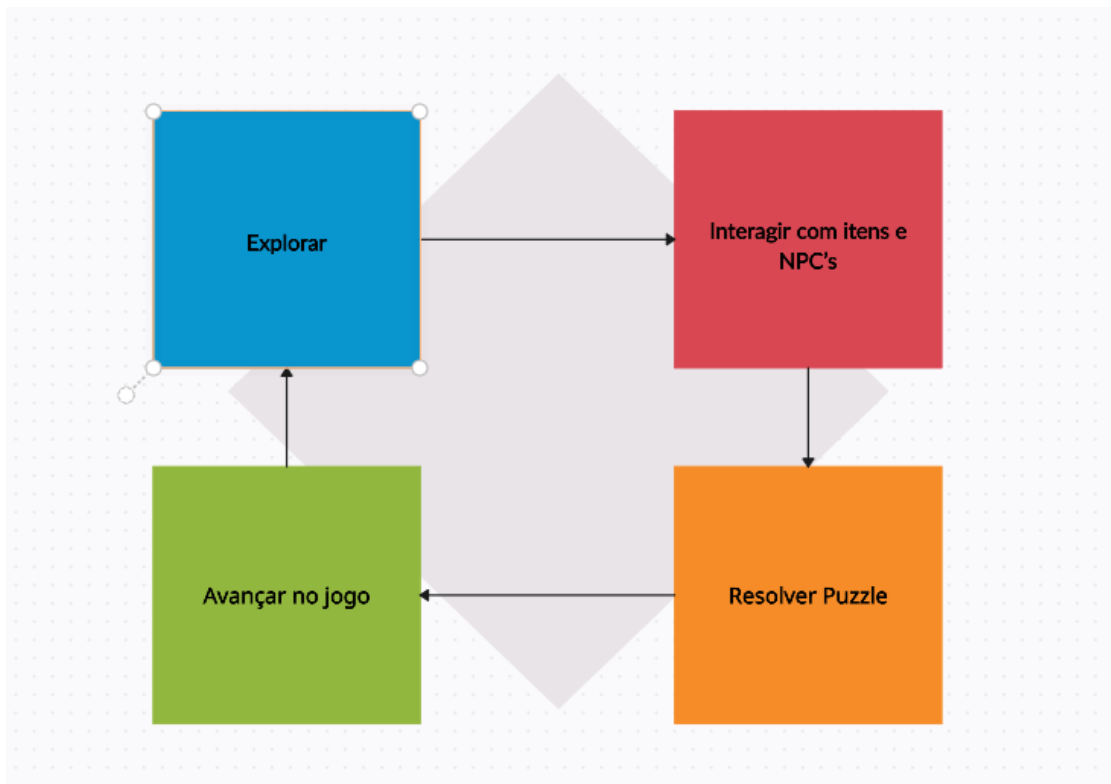 Explorar
Interagir com itens e
NPC’s
Avançar no jogo
Resolver Puzzle